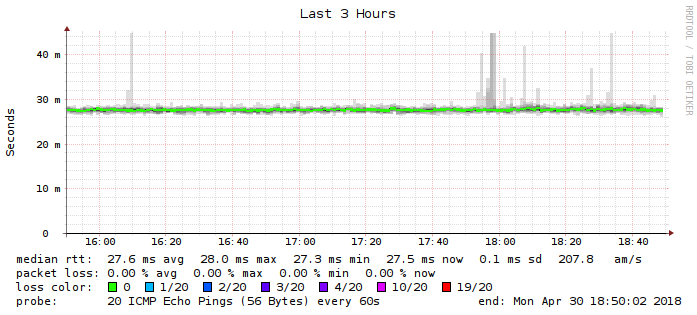 Last 3 Hours
RRDTOOL / TOBI OETIKER
Seconds
40 m
30 m
20 m
10 m
0
16:00 16:20 16:40 17:00 17:20 17:40 18:00 18:20 18:40
median rtt: 27.6 ms avg 28.0 ms max 27.3 ms min 27.5 ms now 0.1 ms sd 207.8 am/s
packet loss: 0.00 % avg 0.00 % max 0.00 % min 0.00 % now
loss color: 0 1/20 2/20 3/20 4/20 10/20 19/20
probe: 20 ICMP Echo Pings (56 Bytes) every 60s end: Mon Apr 30 18:50:02 2018